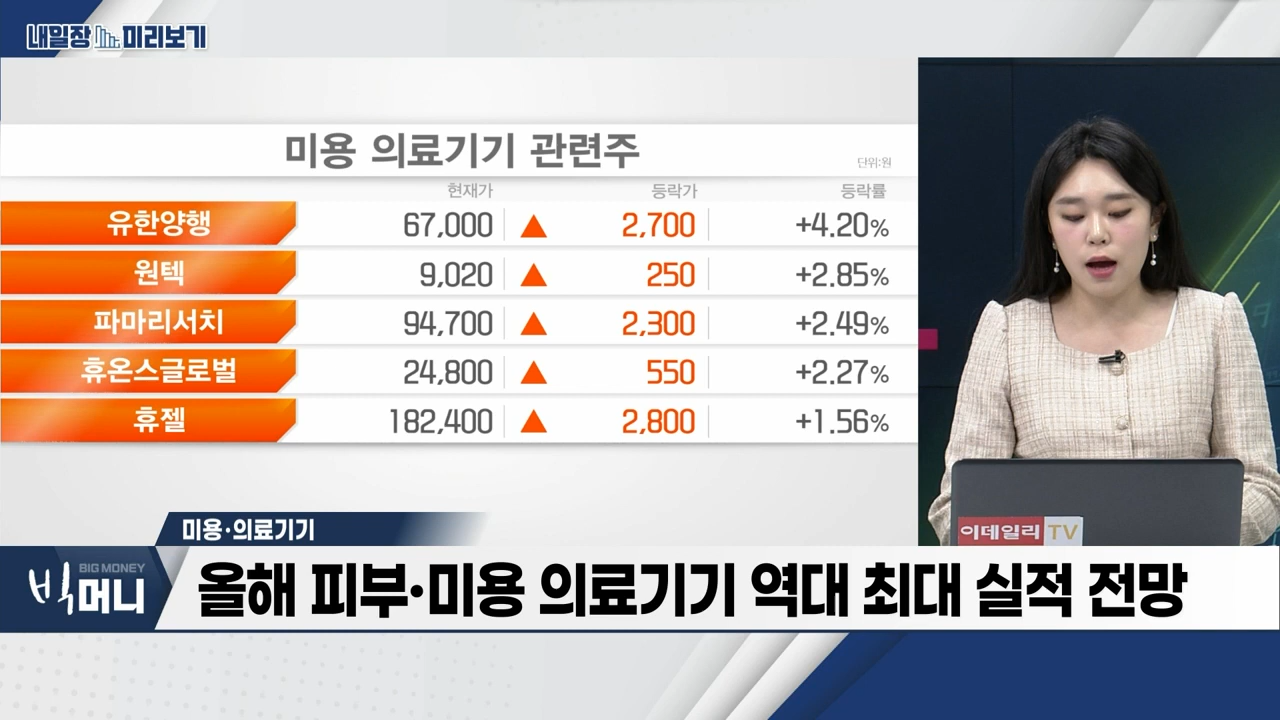 내일장 미리보기
미용 의료기기 관련주
단위:원
현재가 등락가 등락률
유한양행 67,000 ▲ 2,700 +4.20%
원텍 9,020 ▲ 250 +2.85%
파마리서치 94,700 ▲ 2,300 +2.49%
휴온스글로벌 24,800 ▲ 550 +2.27%
휴젤 182,400 ▲ 2,800 +1.56%
이데일리 TV
미용·의료기기
BIG MONEY
빅머니
올해 피부·미용 의료기기 역대 최대 실적 전망